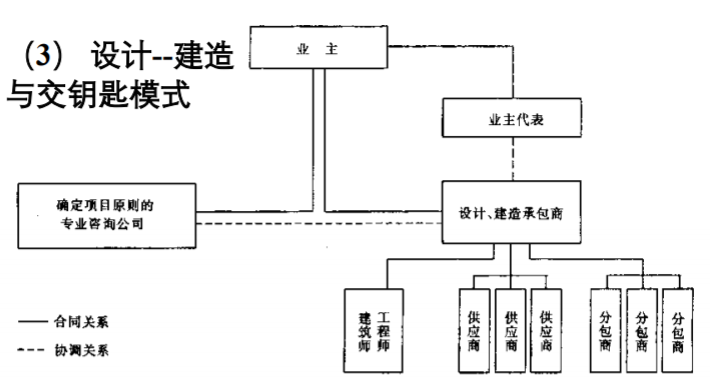 （3） 设计--建造
与交钥匙模式
业 主
业主代表
确定项目原则的
专业咨询公司
设计、建造承包商
建筑师
工程师
供应商
供应商
供应商
分包商
分包商
分包商
合同关系
协调关系